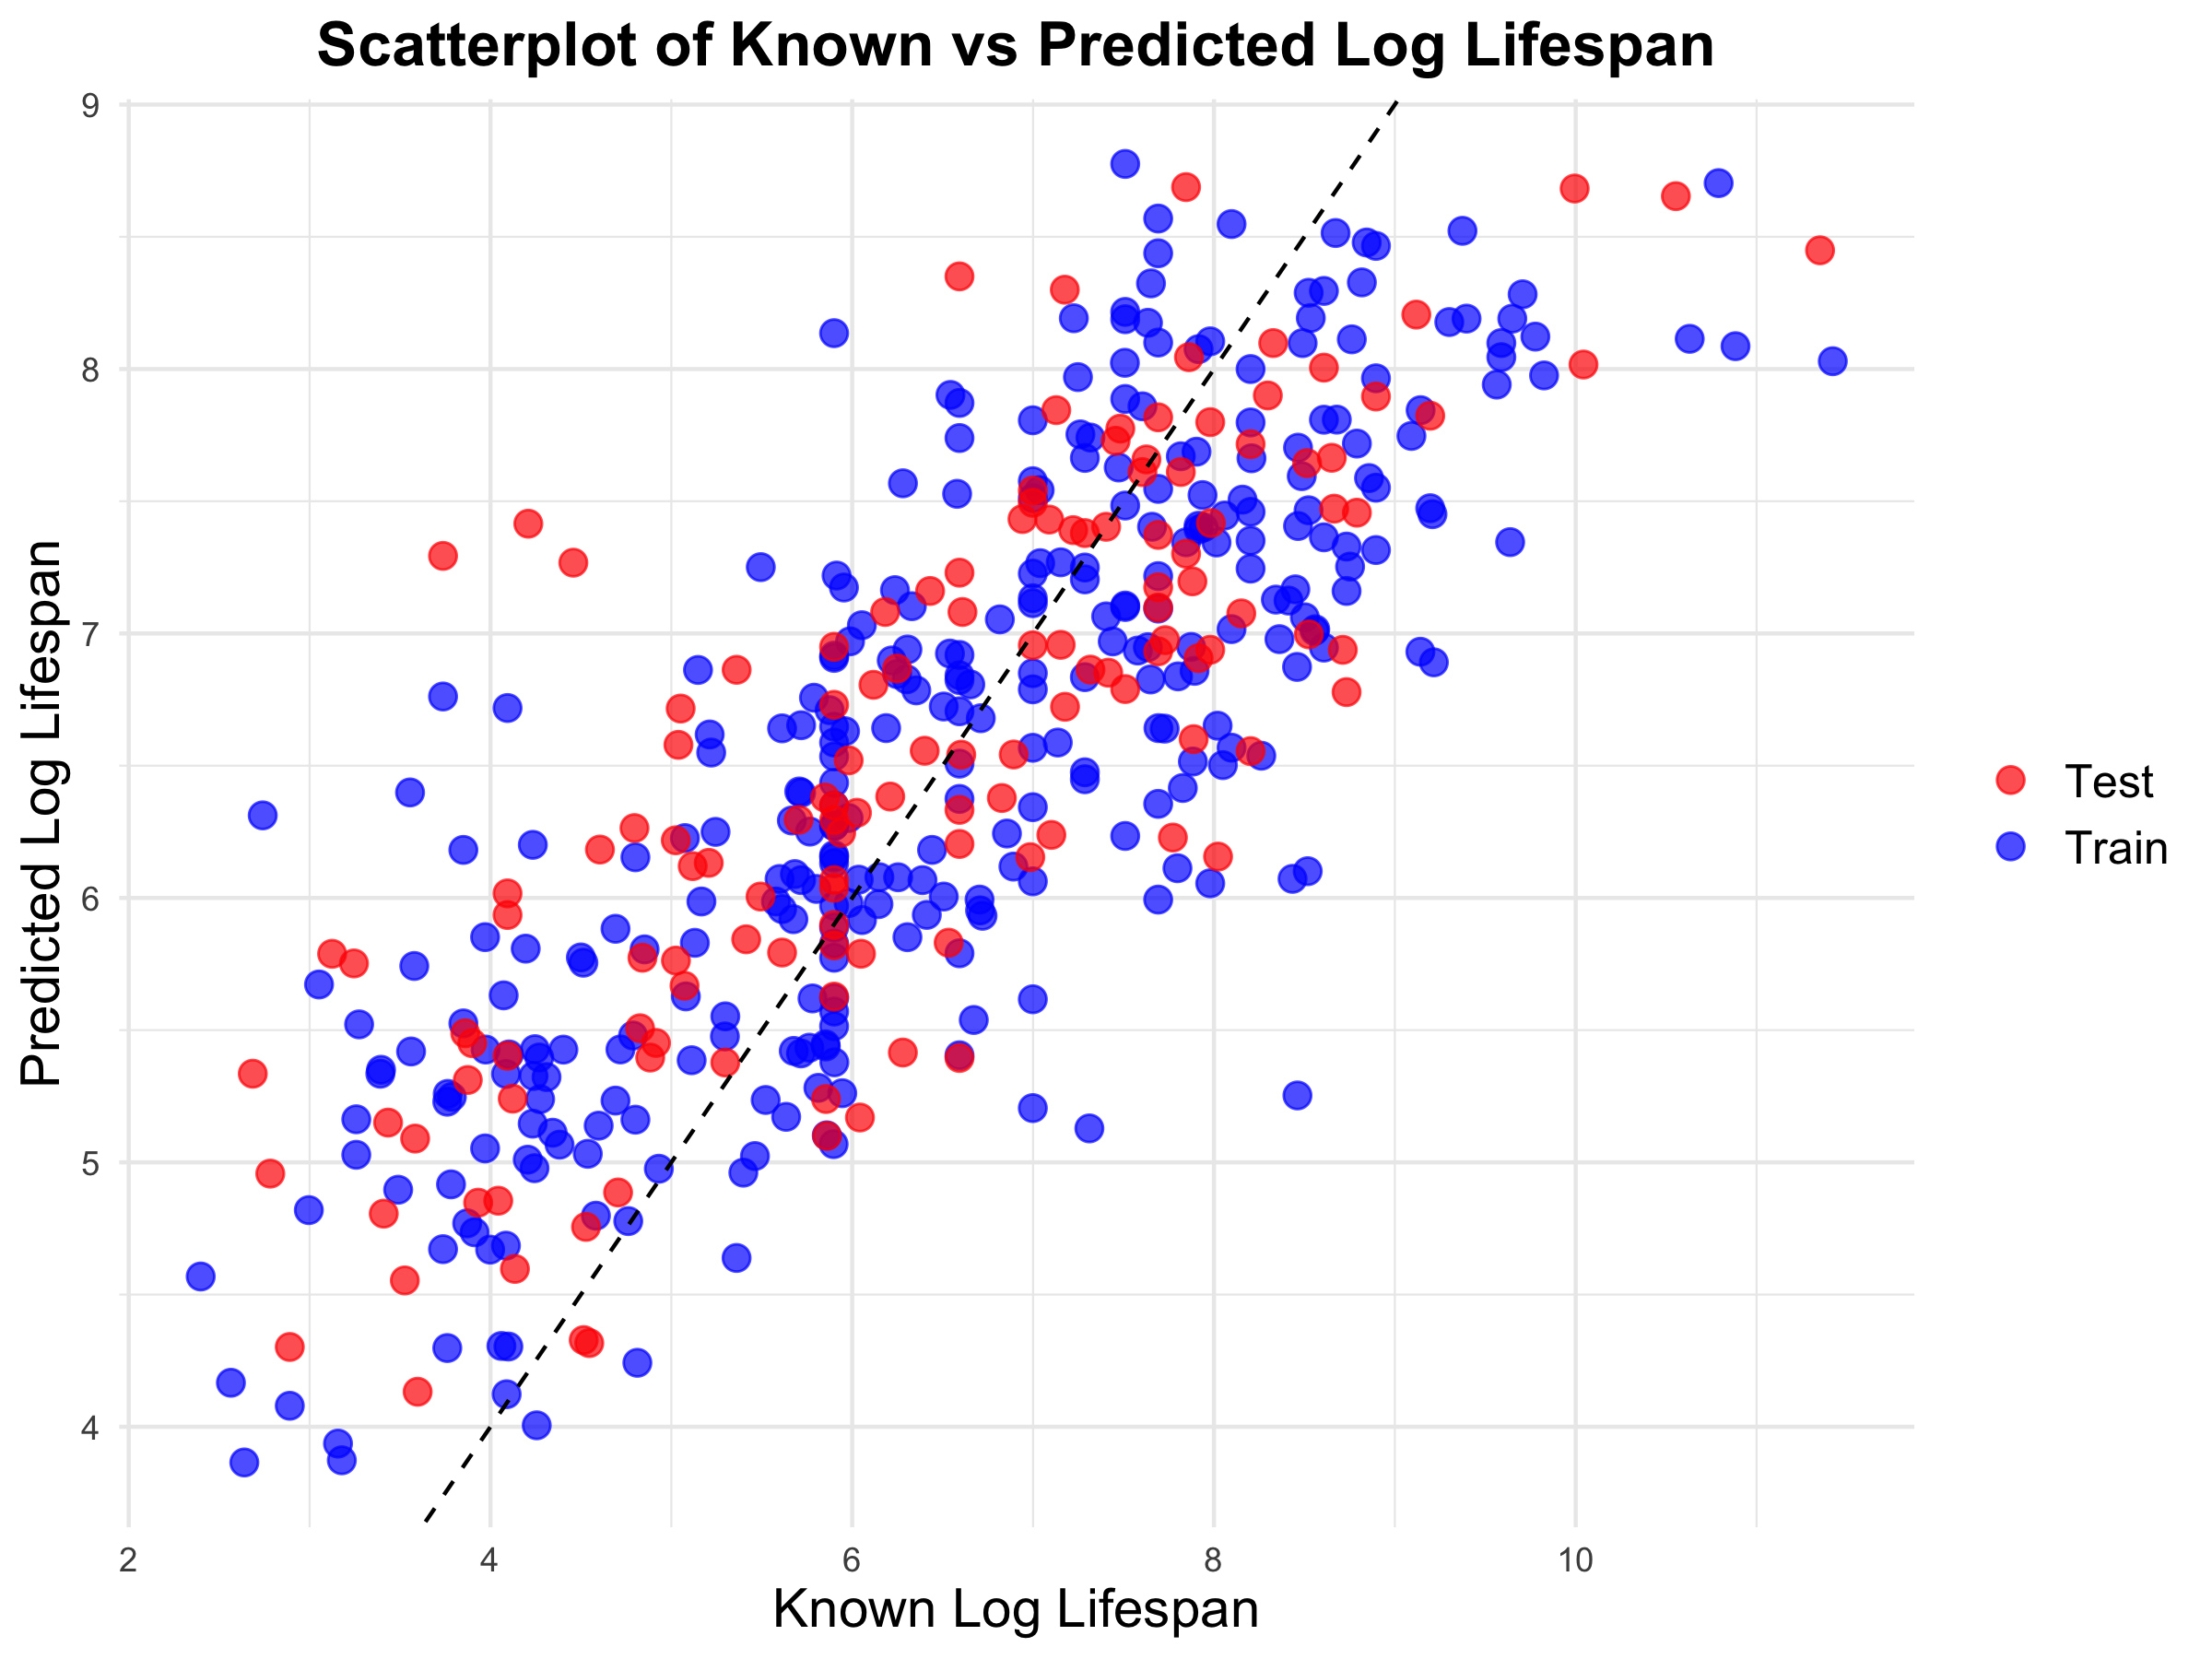 Scatterplot of Known vs Predicted Log Lifespan
9
8
7
6
5
4
Predicted Log Lifespan
2 4 6 8 10
Known Log Lifespan
Test
Train